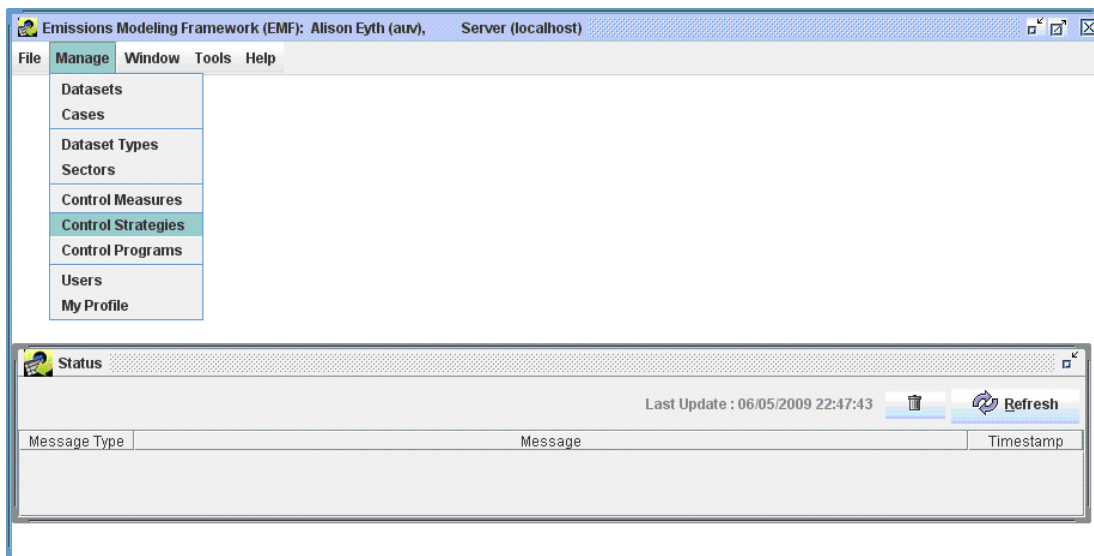 Emissions Modeling Framework (EMF): Alison Eyth (auv), Server (localhost)
File Manage Window Tools Help
Datasets
Cases
Dataset Types
Sectors
Control Measures
Control Strategies
Control Programs
Users
My Profile
Status
Last Update : 06/05/2009 22:47:43 Refresh
Message Type Message Timestamp